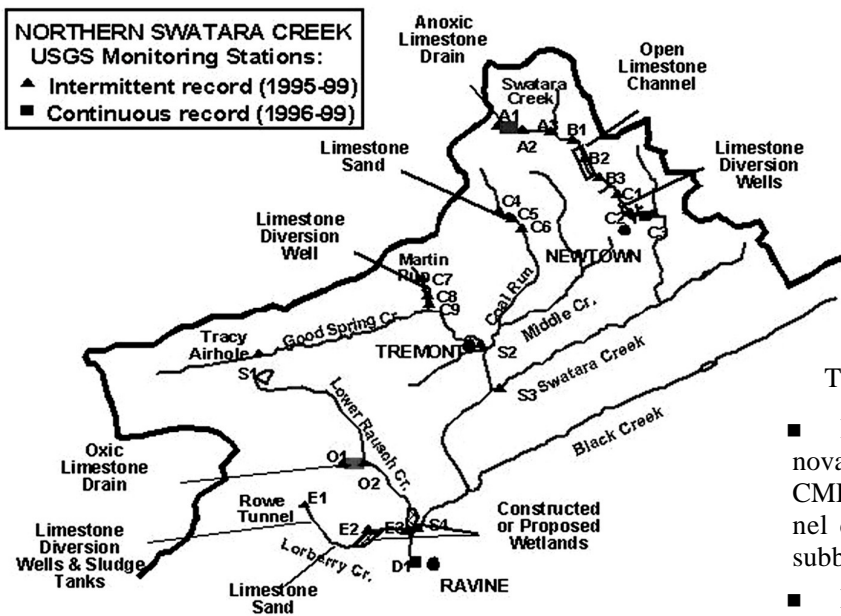 NORTHERN SWATARA CREEK
USGS Monitoring Stations:
Intermittent record (1995-99)
Continuous record (1996-99)
Anoxic
Limestone
Drain
Swatara
Creek
Open
Limestone
Channel
A1
A2
A3
B1
B2
B3
C1
C2
C3
Limestone
Diversion
Wells
Limestone
Sand
C4
C5
C6
NEWTOWN
Limestone
Diversion
Well
Martin
Run
C7
C8
C9
Coal Run
Middle Cr.
Good Spring Cr.
Tracy
Airhole
TREMONT
S2
S1
S3
Swatara Creek
Black Creek
Lower Rausch Cr.
Oxic
Limestone
Drain
O1
O2
Rowe
Tunnel
E1
E2
E3
S4
Constructed
or Proposed
Wetlands
Limestone
Diversion
Wells & Sludge
Tanks
Lorberry Cr.
Limestone
Sand
D1
RAVINE
T
nova
CM
nel
subb